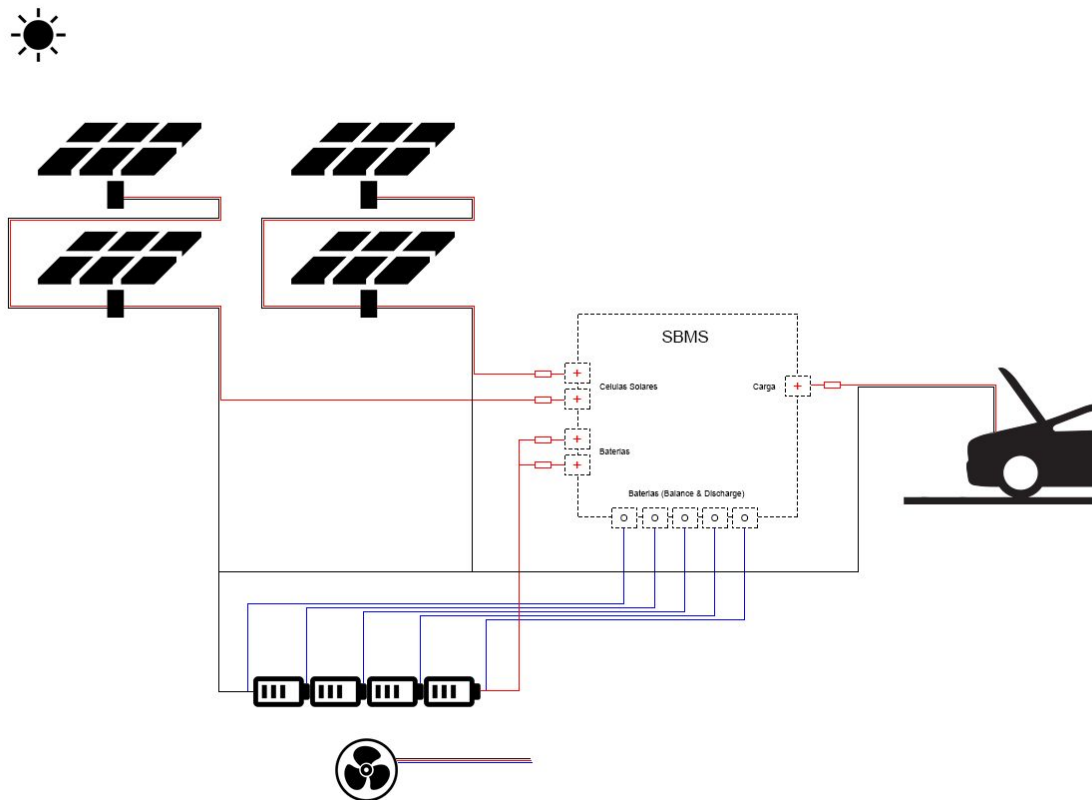 SBMS
Celulas Solares
Carga
Baterias
Baterias (Balance & Discharge)